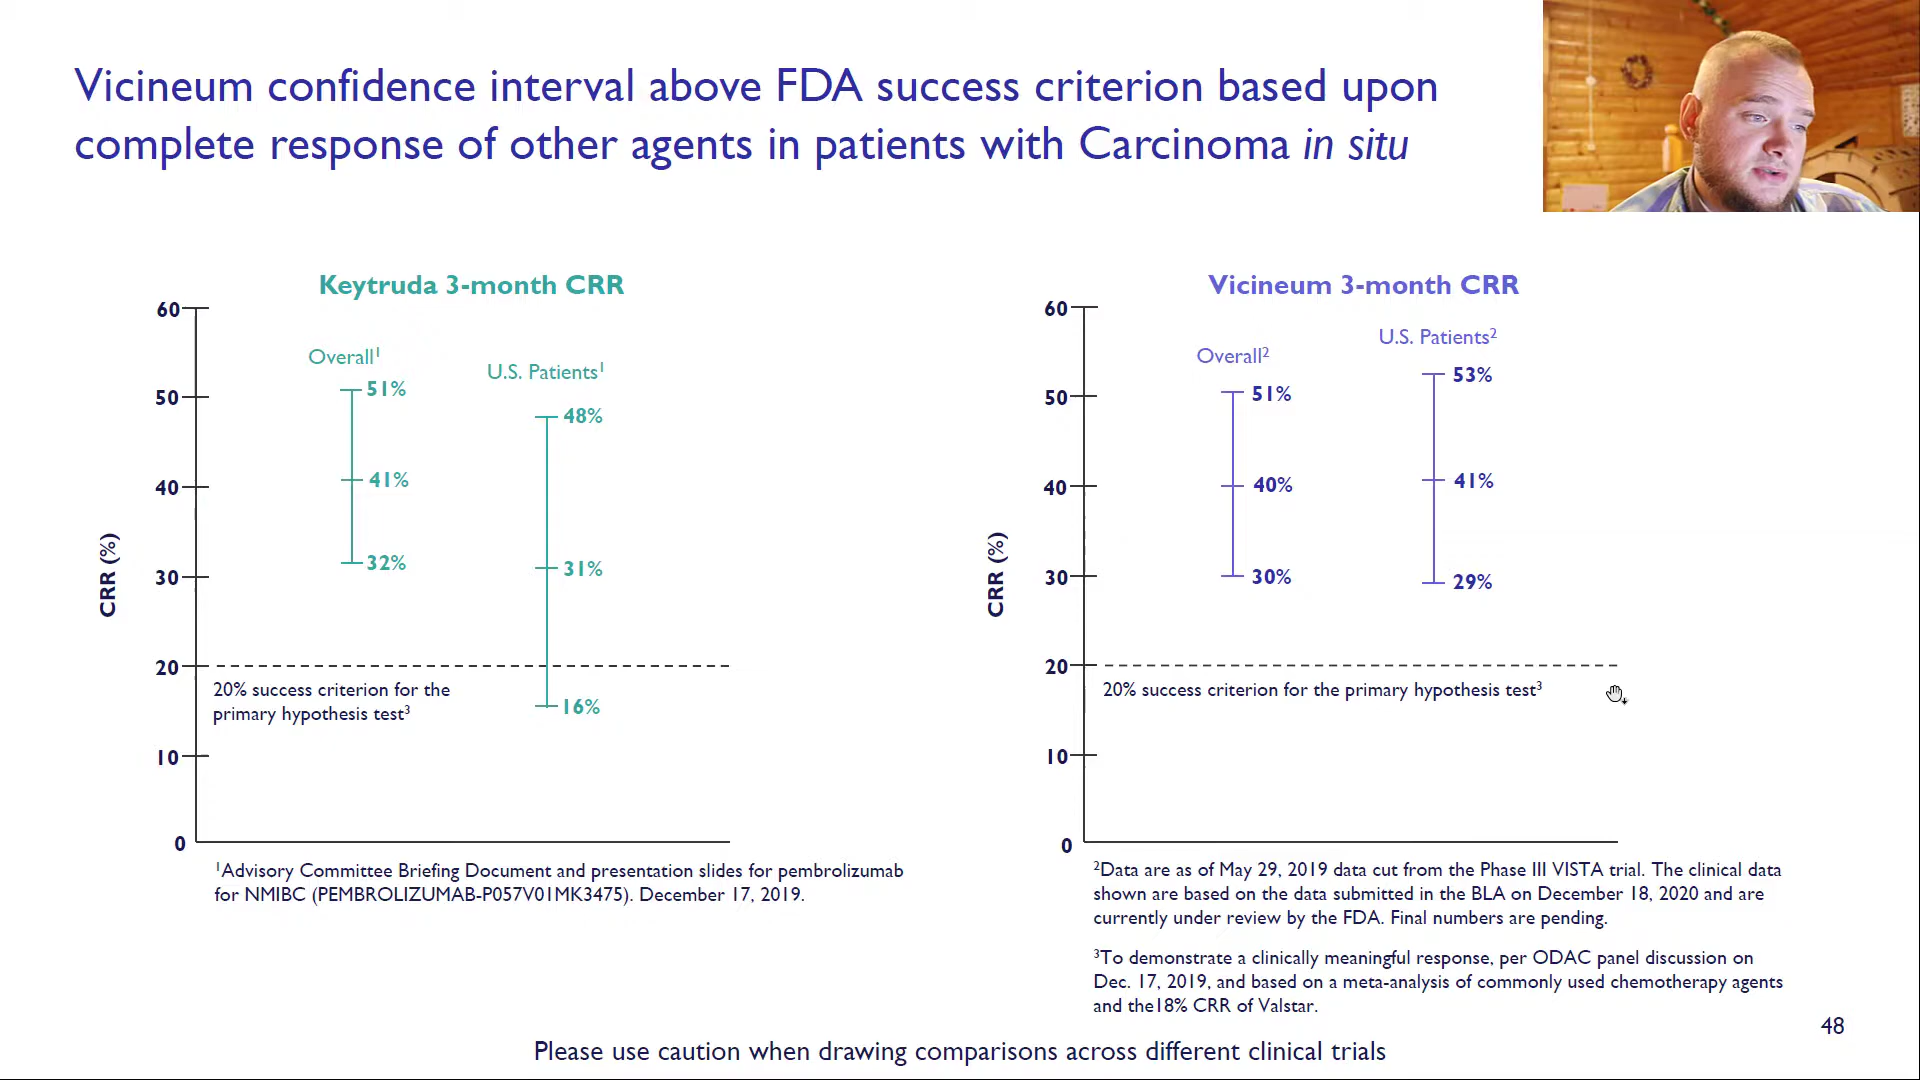 Vicineum confidence interval above FDA success criterion based upon
complete response of other agents in patients with Carcinoma in situ
Keytruda 3-month CRR
60
50
40
30
20
10
0
CRR (%)
Overall¹
51%
41%
32%
U.S. Patients¹
48%
31%
16%
20% success criterion for the
primary hypothesis test³
¹Advisory Committee Briefing Document and presentation slides for pembrolizumab
for NMIBC (PEMBROLIZUMAB-P057V01MK3475). December 17, 2019.
Vicineum 3-month CRR
60
50
40
30
20
10
0
CRR (%)
Overall²
51%
40%
30%
U.S. Patients²
53%
41%
29%
20% success criterion for the primary hypothesis test³
²Data are as of May 29, 2019 data cut from the Phase III VISTA trial. The clinical data
shown are based on the data submitted in the BLA on December 18, 2020 and are
currently under review by the FDA. Final numbers are pending.
³To demonstrate a clinically meaningful response, per ODAC panel discussion on
Dec. 17, 2019, and based on a meta-analysis of commonly used chemotherapy agents
and the18% CRR of Valstar.
48
Please use caution when drawing comparisons across different clinical trials